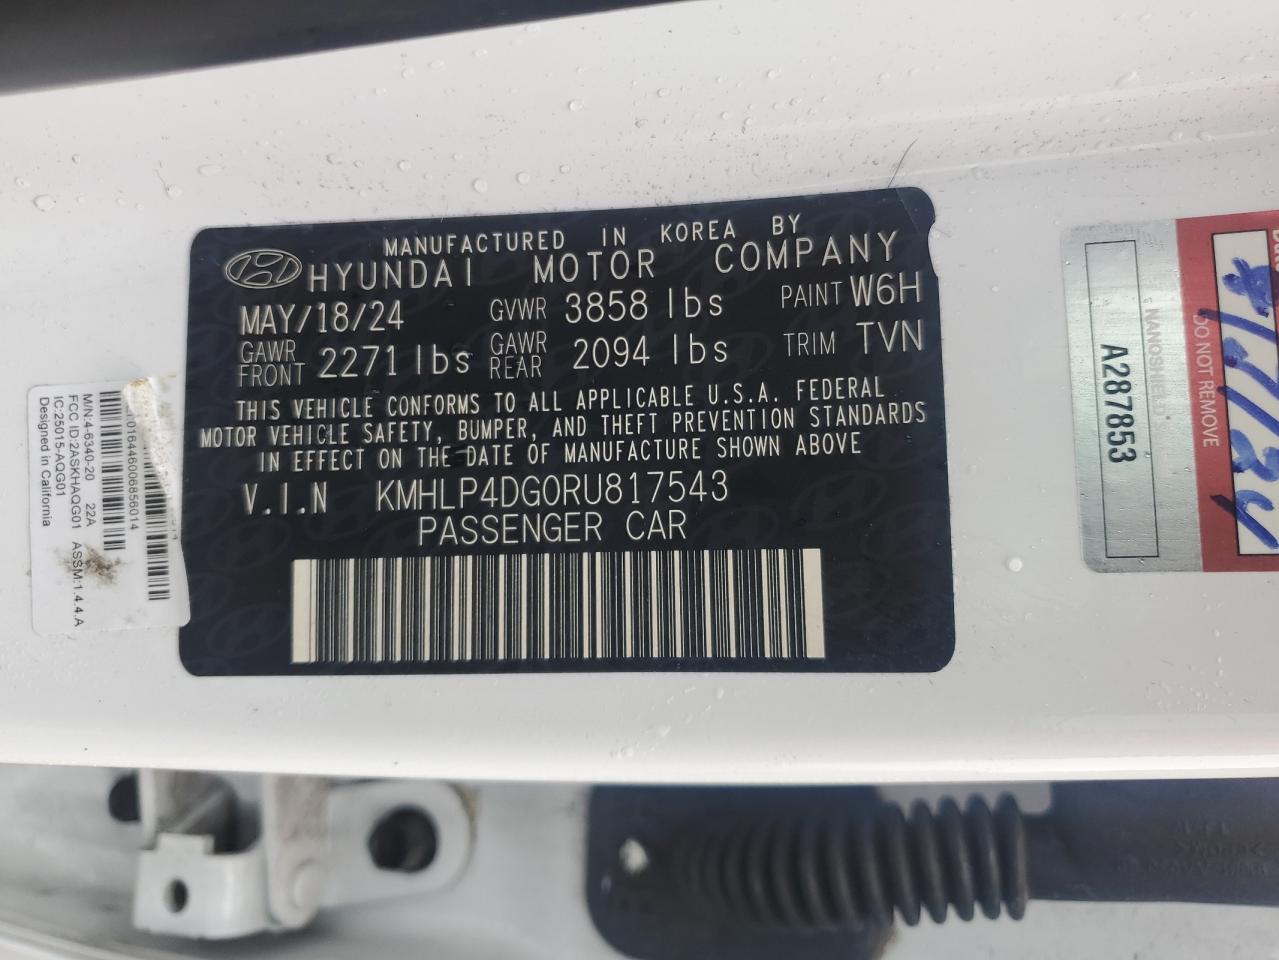 MANUFACTURED IN KOREA BY
HYUNDAI MOTOR COMPANY
MAY/18/24 GVWR 3858 lbs PAINT W6H
GAWR FRONT 2271 lbs GAWR REAR 2094 lbs TRIM TVN
THIS VEHICLE CONFORMS TO ALL APPLICABLE U.S.A. FEDERAL
MOTOR VEHICLE SAFETY, BUMPER, AND THEFT PREVENTION STANDARDS
IN EFFECT ON THE DATE OF MANUFACTURE SHOWN ABOVE
V.I.N KMHLP4DG0RU817543
PASSENGER CAR
M/N:4-6340-20 22A
FCC ID:2ASKHAQG01 ASSM:1.4.4.A
IC:25015-AQG01
Designed in California
NANOSHIELD
A287853
DO NOT REMOVE